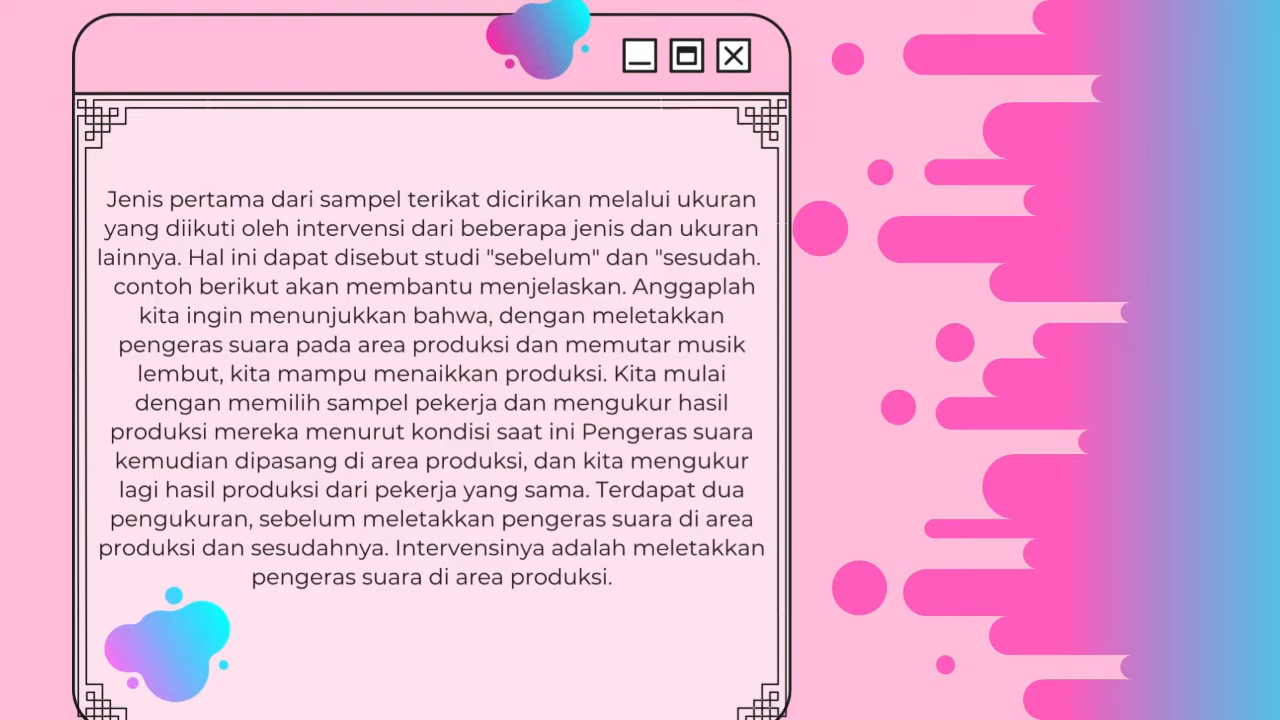 Jenis pertama dari sampel terikat dicirikan melalui ukuran
yang diikuti oleh intervensi dari beberapa jenis dan ukuran
lainnya. Hal ini dapat disebut studi "sebelum" dan "sesudah.
contoh berikut akan membantu menjelaskan. Anggaplah
kita ingin menunjukkan bahwa, dengan meletakkan
pengeras suara pada area produksi dan memutar musik
lembut, kita mampu menaikkan produksi. Kita mulai
dengan memilih sampel pekerja dan mengukur hasil
produksi mereka menurut kondisi saat ini Pengeras suara
kemudian dipasang di area produksi, dan kita mengukur
lagi hasil produksi dari pekerja yang sama. Terdapat dua
pengukuran, sebelum meletakkan pengeras suara di area
produksi dan sesudahnya. Intervensinya adalah meletakkan
pengeras suara di area produksi.